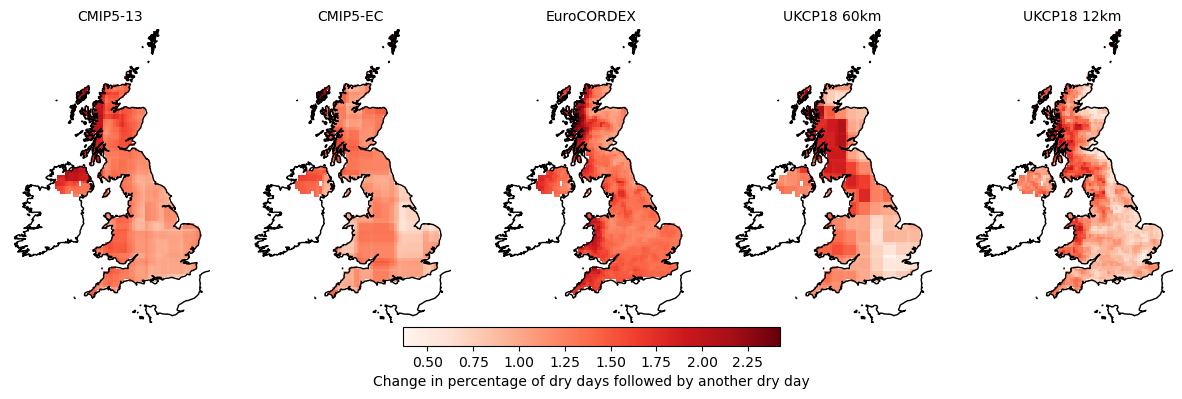 CMIP5-13 CMIP5-EC EuroCORDEX UKCP18 60km UKCP18 12km
0.50 0.75 1.00 1.25 1.50 1.75 2.00 2.25
Change in percentage of dry days followed by another dry day